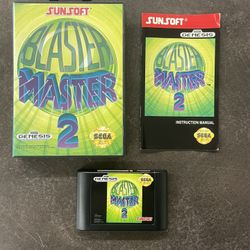 SUNSOFT
BLASTER
MASTER
2
GENESIS
SEGA
SUNSOFT
GENESIS
BLASTER
MASTER
2
INSTRUCTION MANUAL
SEGA
GENESIS
SEGA
BLASTER
MASTER
2
SUNSOFT